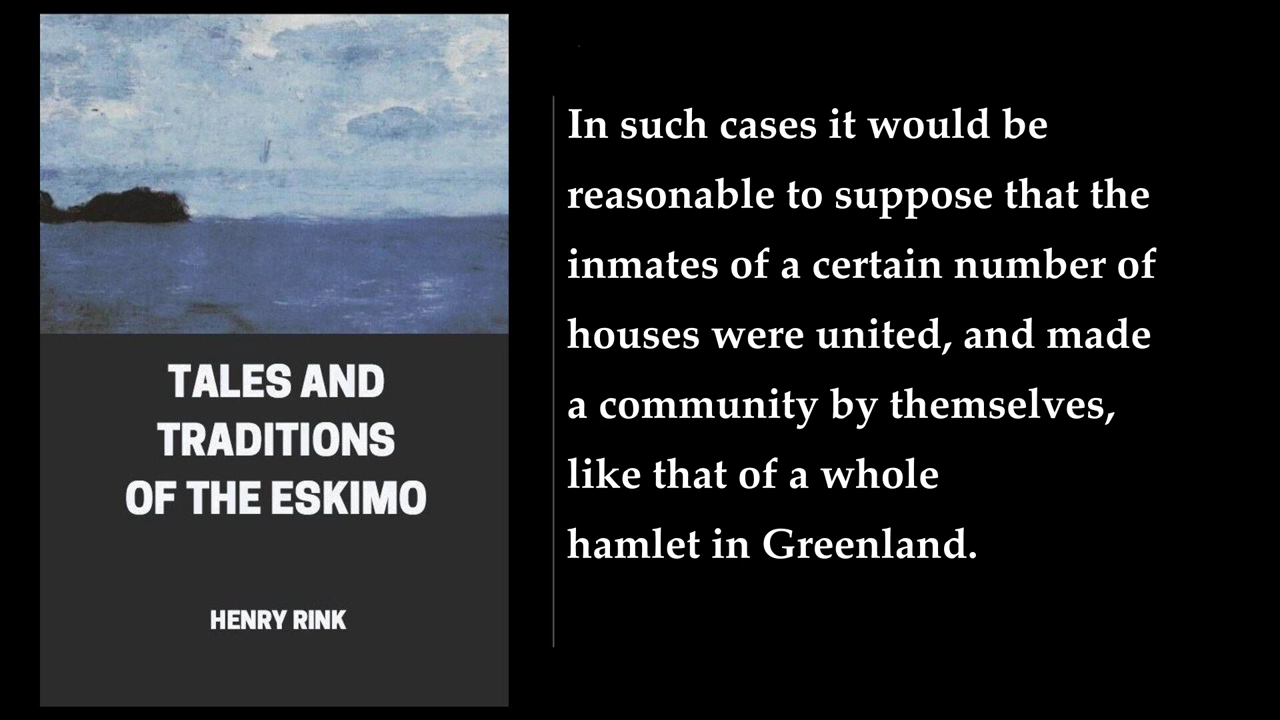 TALES AND
TRADITIONS
OF THE ESKIMO
HENRY RINK
In such cases it would be
reasonable to suppose that the
inmates of a certain number of
houses were united, and made
a community by themselves,
like that of a whole
hamlet in Greenland.